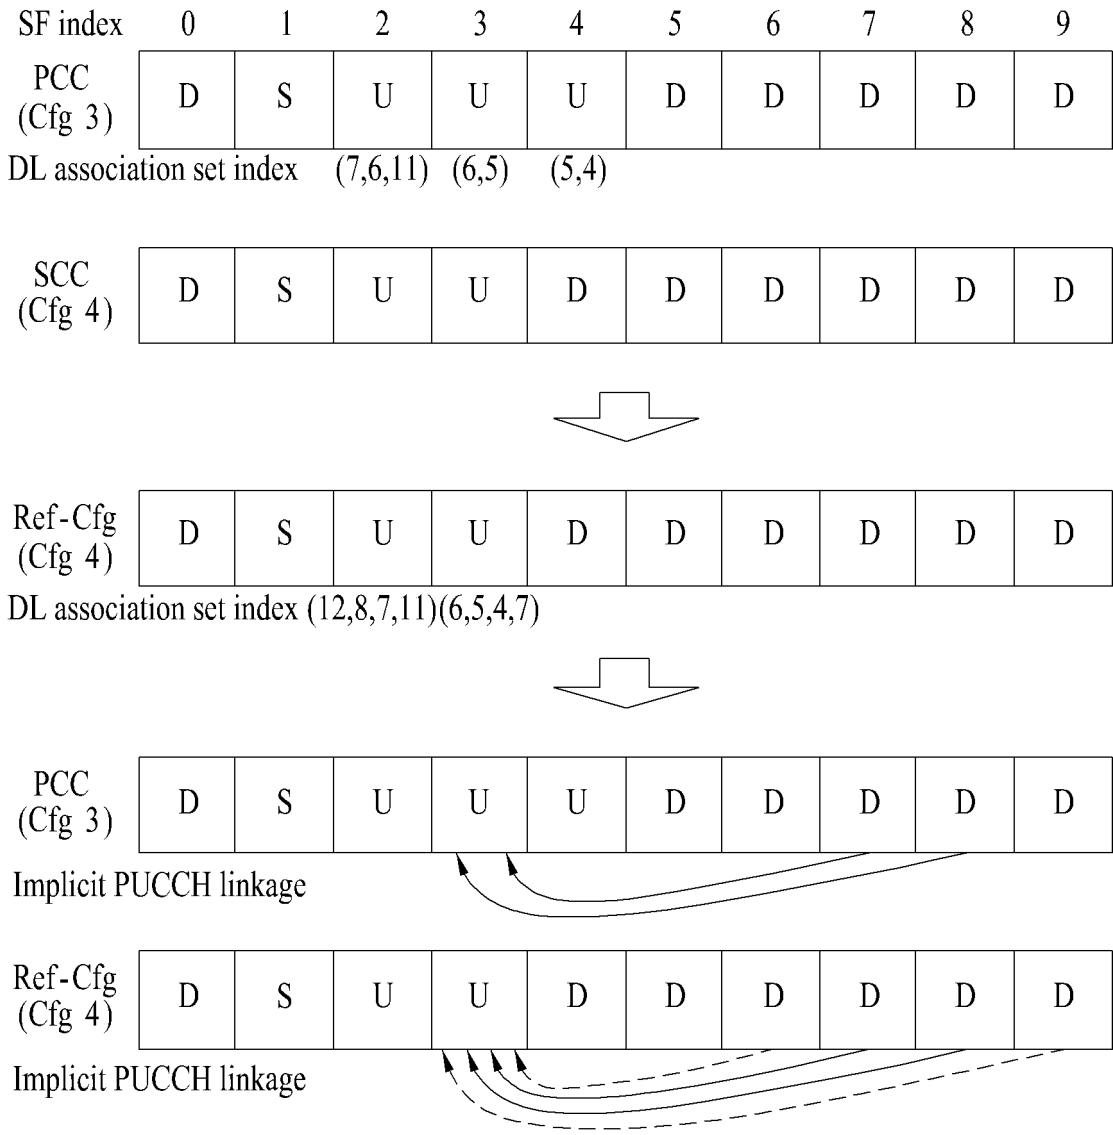 SF index 0 1 2 3 4 5 6 7 8 9
PCC
(Cfg 3)
D S U U U D D D D D
DL association set index (7,6,11) (6,5) (5,4)
SCC
(Cfg 4)
D S U U D D D D D D
Ref-Cfg
(Cfg 4)
D S U U D D D D D D
DL association set index (12,8,7,11)(6,5,4,7)
PCC
(Cfg 3)
D S U U U D D D D D
Implicit PUCCH linkage
Ref-Cfg
(Cfg 4)
D S U U D D D D D D
Implicit PUCCH linkage